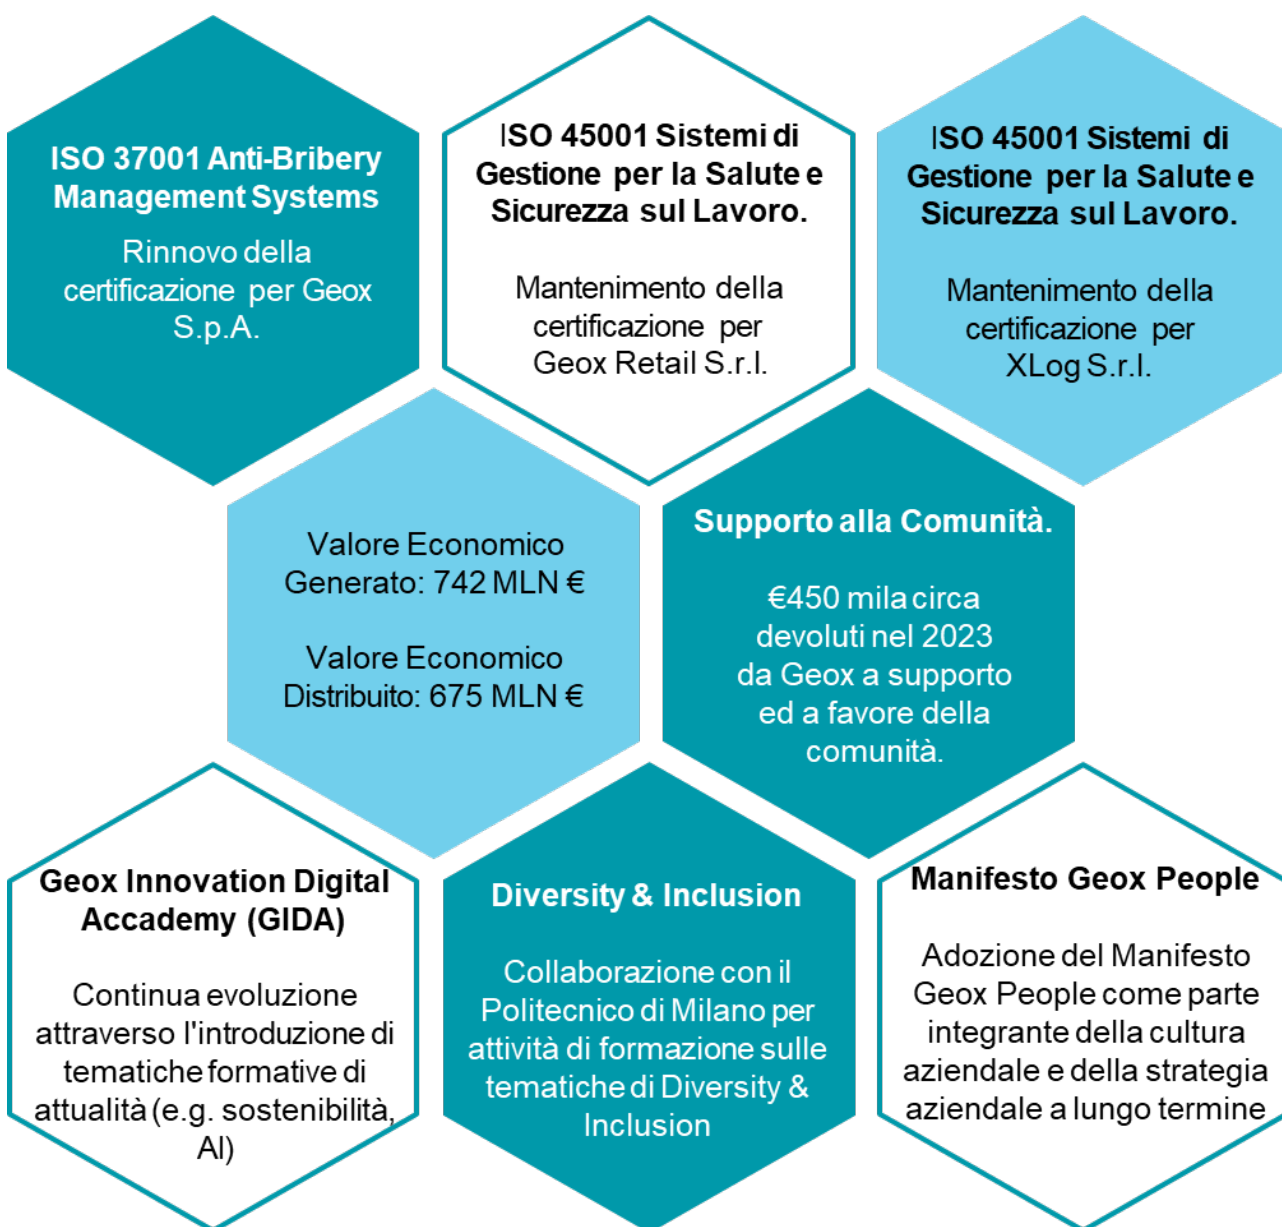 ISO 37001 Anti-Bribery
Management Systems
Rinnovo della
certificazione per Geox
S.p.A.
ISO 45001 Sistemi di
Gestione per la Salute e
Sicurezza sul Lavoro.
Mantenimento della
certificazione per
Geox Retail S.r.l.
ISO 45001 Sistemi di
Gestione per la Salute e
Sicurezza sul Lavoro.
Mantenimento della
certificazione per
XLog S.r.l.
Valore Economico
Generato: 742 MLN €
Valore Economico
Distribuito: 675 MLN €
Supporto alla Comunità.
€450 mila circa
devoluti nel 2023
da Geox a supporto
ed a favore della
comunità.
Geox Innovation Digital
Accademy (GIDA)
Continua evoluzione
attraverso l'introduzione di
tematiche formative di
attualità (e.g. sostenibilità,
AI)
Diversity & Inclusion
Collaborazione con il
Politecnico di Milano per
attività di formazione sulle
tematiche di Diversity &
Inclusion
Manifesto Geox People
Adozione del Manifesto
Geox People come parte
integrante della cultura
aziendale e della strategia
aziendale a lungo termine